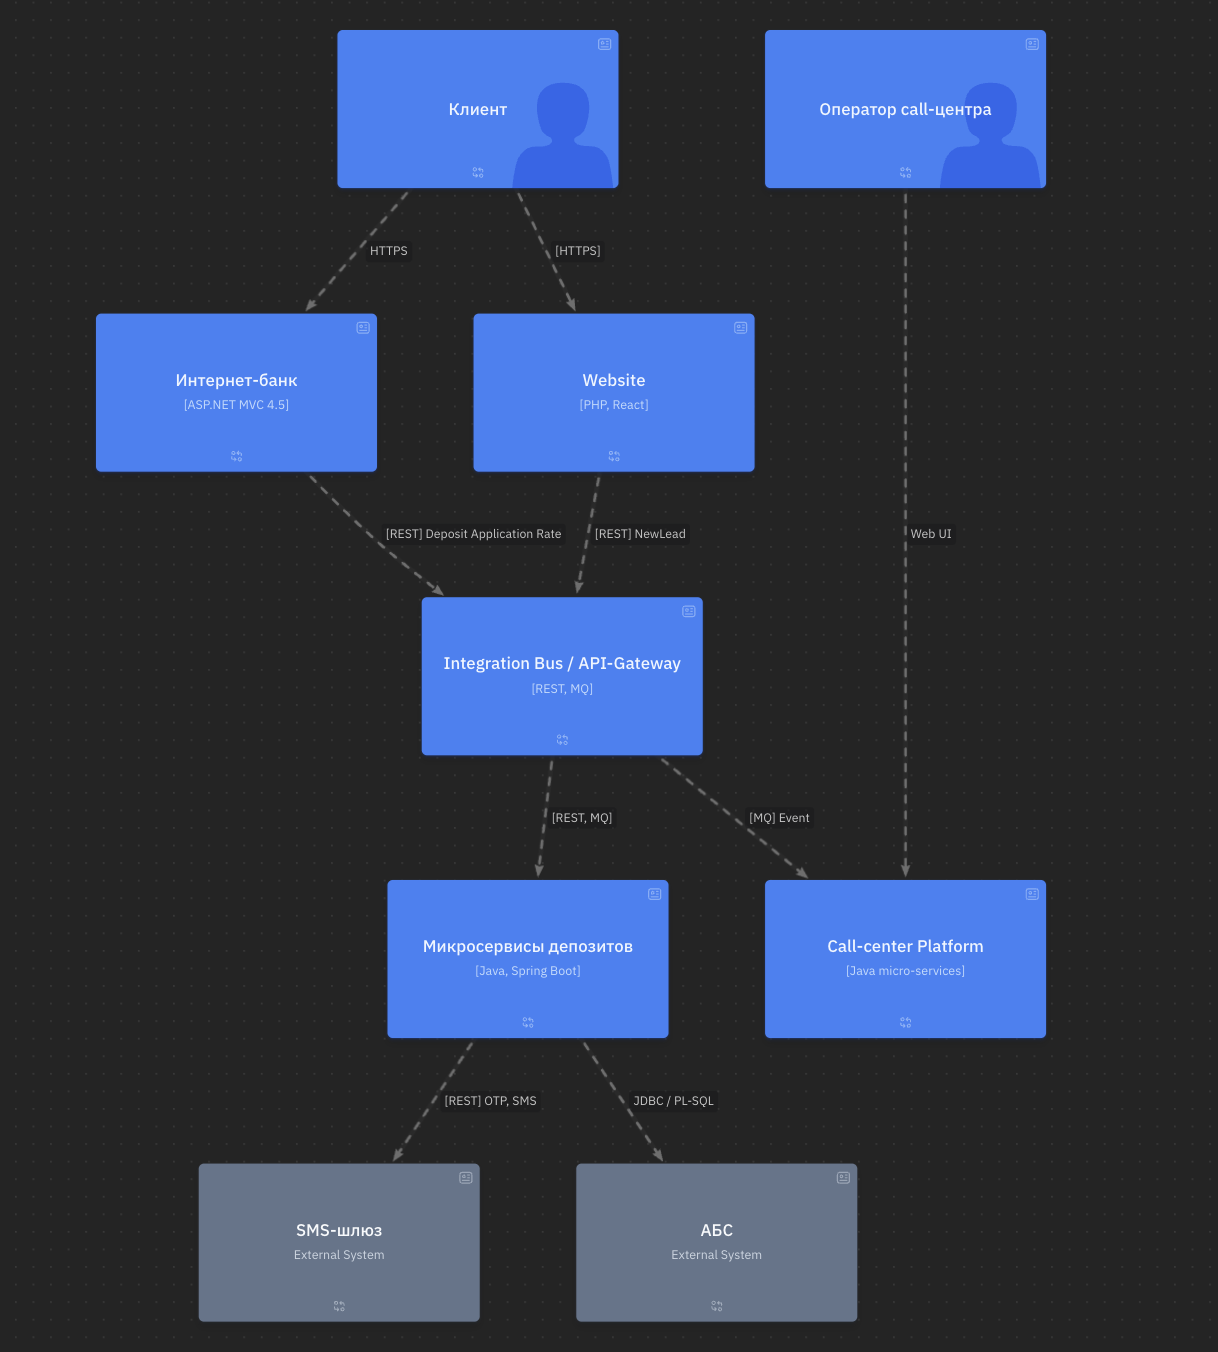 Клиент
Оператор call-центра
HTTPS
[HTTPS]
Интернет-банк
[ASP.NET MVC 4.5]
Website
[PHP, React]
[REST] Deposit Application Rate
[REST] NewLead
Web UI
Integration Bus / API-Gateway
[REST, MQ]
[REST, MQ]
[MQ] Event
Микросервисы депозитов
[Java, Spring Boot]
Call-center Platform
[Java micro-services]
[REST] OTP, SMS
JDBC / PL-SQL
SMS-шлюз
External System
АБС
External System